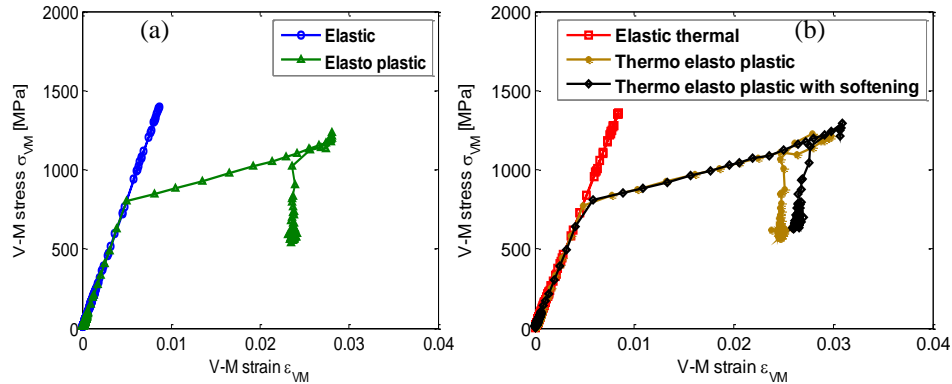 (a)
Elastic
Elasto plastic
V-M stress σVM [MPa]
2000
1500
1000
500
0
0
0.01
0.02
0.03
0.04
V-M strain εVM
(b)
Elastic thermal
Thermo elasto plastic
Thermo elasto plastic with softening
V-M stress σVM [MPa]
2000
1500
1000
500
0
0
0.01
0.02
0.03
0.04
V-M strain εVM